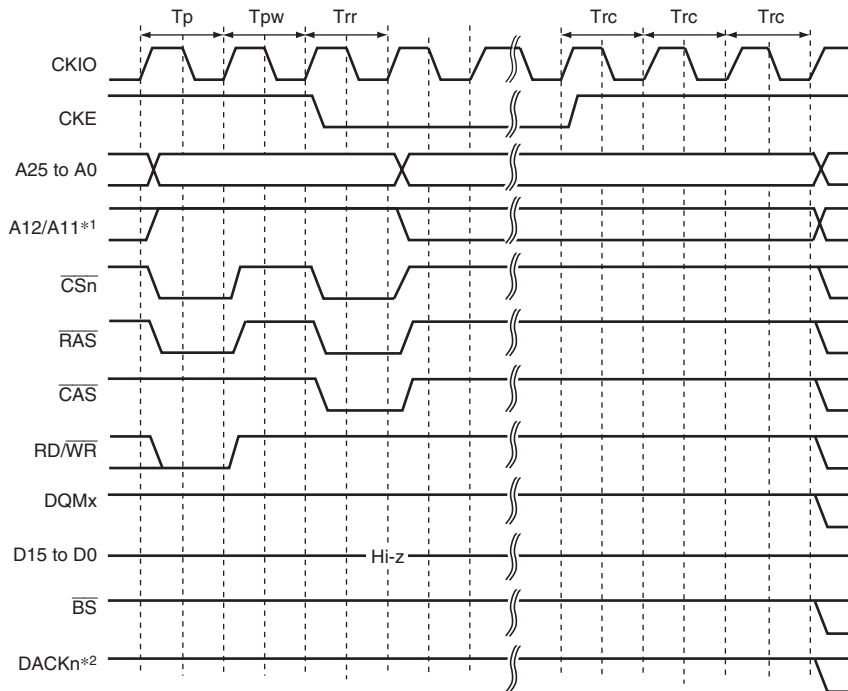 Tp Tpw Trr Trc Trc Trc
CKIO
CKE
A25 to A0
A12/A11*1
CSn
RAS
CAS
RD/WR
DQMx
D15 to D0 Hi-z
BS
DACKn*2